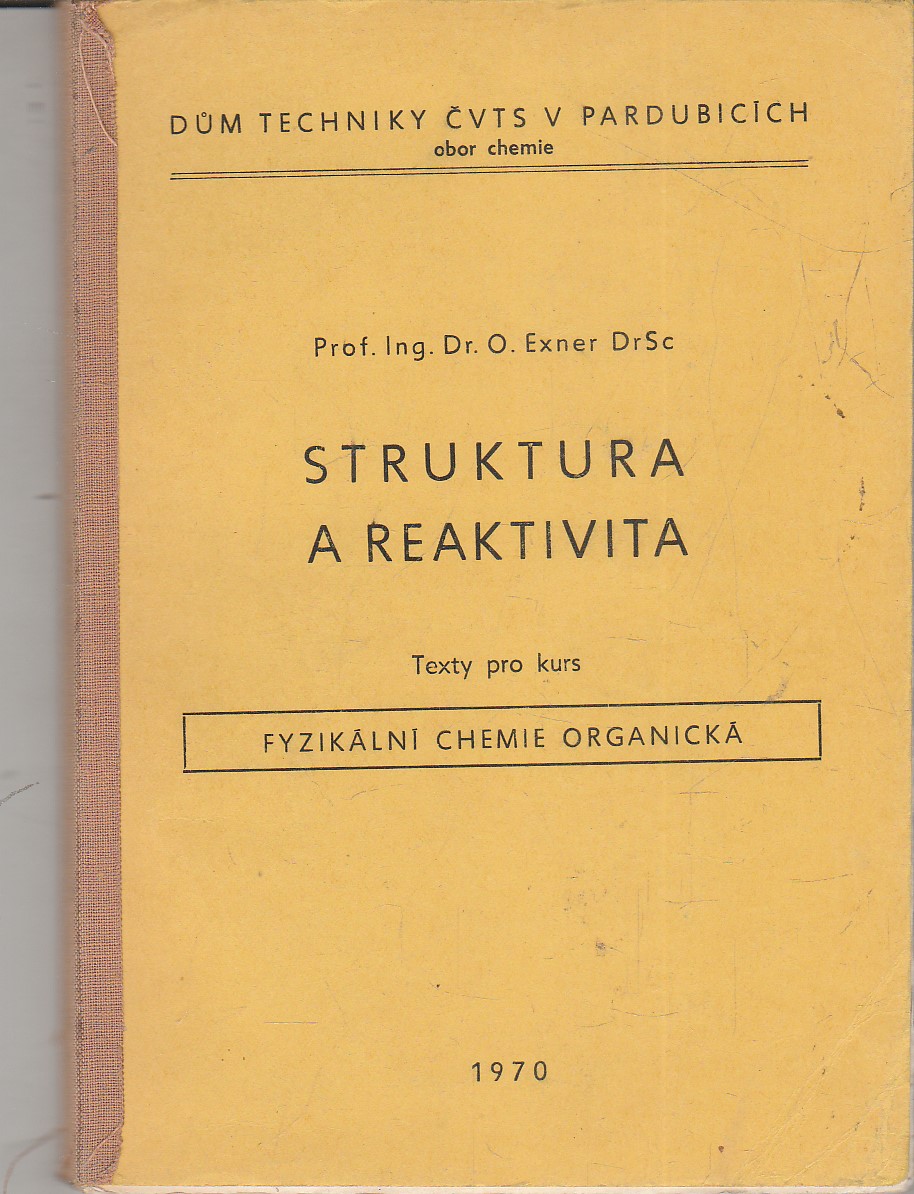 DŮM TECHNIKY ČVTS V PARDUBICÍCH
obor chemie
Prof. Ing. Dr. O. Exner DrSc
STRUKTURA
A REAKTIVITA
Texty pro kurs
FYZIKÁLNÍ CHEMIE ORGANICKÁ
1970